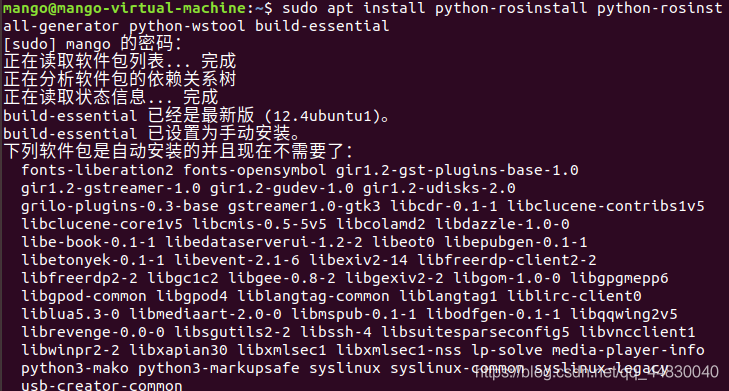 mango@mango-virtual-machine:~$ sudo apt install python-rosinstall python-rosinst
all-generator python-wstool build-essential
[sudo] mango 的密码：
正在读取软件包列表... 完成
正在分析软件包的依赖关系树
正在读取状态信息... 完成
build-essential 已经是最新版 (12.4ubuntu1)。
build-essential 已设置为手动安装。
下列软件包是自动安装的并且现在不需要了：
fonts-liberation2 fonts-opensymbol gir1.2-gst-plugins-base-1.0
gir1.2-gstreamer-1.0 gir1.2-gudev-1.0 gir1.2-udisks-2.0
grilo-plugins-0.3-base gstreamer1.0-gtk3 libcdr-0.1-1 libclucene-contribs1v5
libclucene-core1v5 libcmis-0.5-5v5 libcolamd2 libdazzle-1.0-0
libe-book-0.1-1 libedataserverui-1.2-2 libeot0 libepubgen-0.1-1
libetonyek-0.1-1 libevent-2.1-6 libexiv2-14 libfreerdp-client2-2
libfreerdp2-2 libgc1c2 libgee-0.8-2 libgexiv2-2 libgom-1.0-0 libgpgmepp6
libgpod-common libgpod4 liblangtag-common liblangtag1 liblirc-client0
liblua5.3-0 libmediaart-2.0-0 libmspub-0.1-1 libodfgen-0.1-1 libqqwing2v5
librevenge-0.0-0 libsgutils2-2 libssh-4 libsuitesparseconfig5 libvncclient1
libwinpr2-2 libxapian30 libxmlsec1 libxmlsec1-nss lp-solve media-player-info
python3-mako python3-markupsafe syslinux syslinux-common syslinux-legacy
usb-creator-common
https://blog.csdn.net/qq_44830040